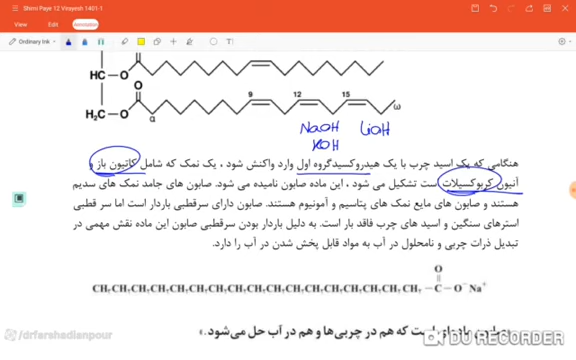 Shimi Paye 12 Virayesh 1401-1
Annotation
Ordinary Ink
HC
O
O
H₂C
O
α
9
12
15
ω
NaOH
LiOH
KOH
هنگامی که یک اسید چرب با یک هیدروکسیدگروه اول وارد واکنش شود ، یک نمک که شامل کاتیون باز و
آنیون کربوکسیلات ست تشکیل می شود ، این ماده صابون نامیده می شود. صابون های جامد نمک های سدیم
هستند و صابون های مایع نمک های پتاسیم و آمونیوم هستند. صابون دارای سرقطبی باردار است اما سر قطبی
استرهای سنگین و اسید های چرب فاقد بار است. به دلیل باردار بودن سرقطبی صابون این ماده نقش مهمی در
تبدیل ذرات چربی و نامحلول در آب به مواد قابل پخش شدن در آب را دارد.
O
CH₃CH₂CH₂CH₂CH₂CH₂CH₂CH₂CH₂CH₂CH₂CH₂CH₂CH₂CH₂CH₂CH₂ — C — O⁻ Na⁺
است که هم در چربی‌ها و هم در آب حل می‌شود .»
/drfarshadianpour
DU RECORDER